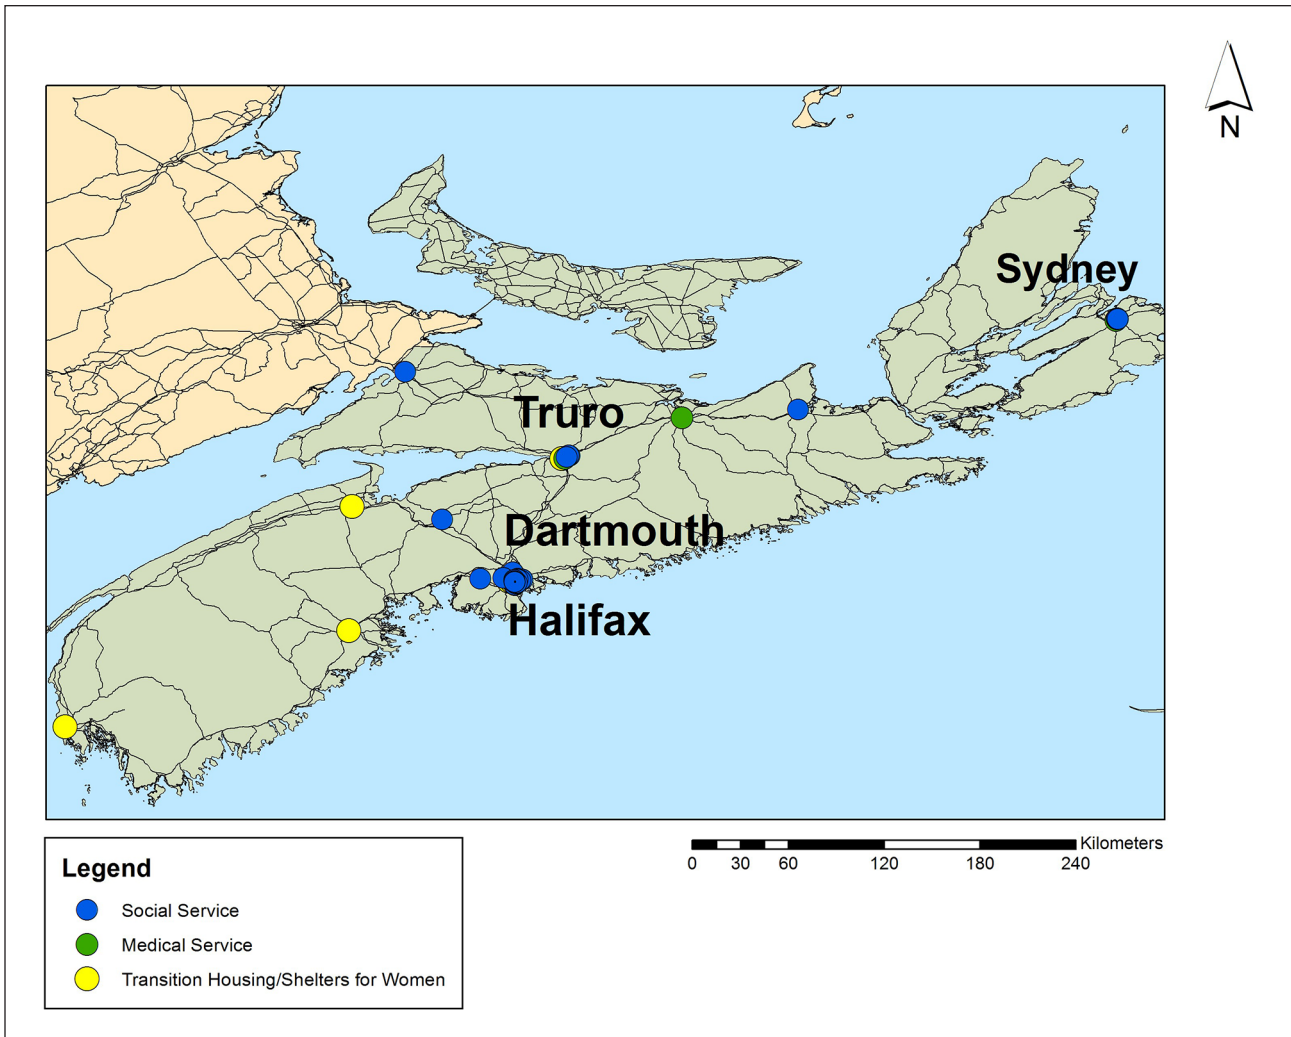 N
Sydney
Truro
Dartmouth
Halifax
Kilometers
0 30 60 120 180 240
Legend
Social Service
Medical Service
Transition Housing/Shelters for Women